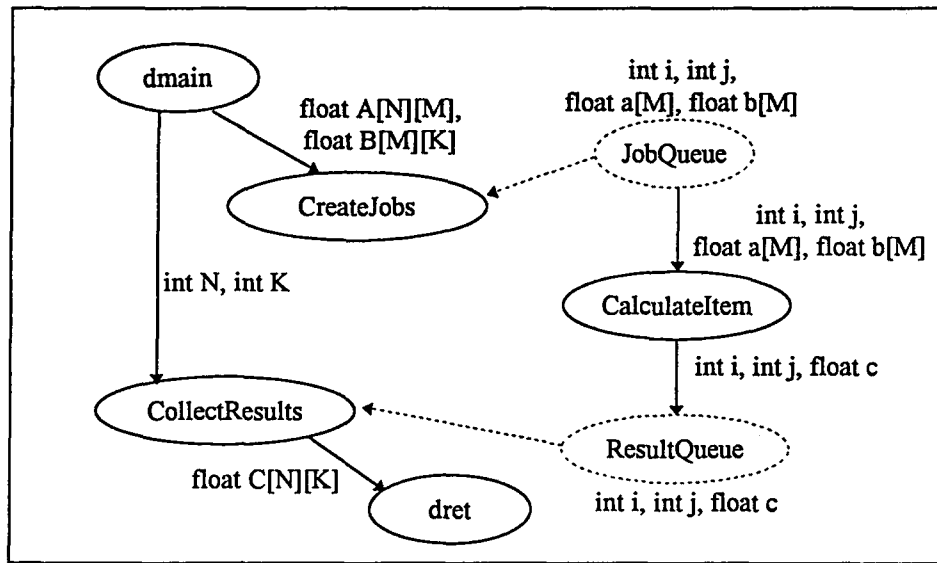 dmain
int i, int j,
float a[M], float b[M]
float A[N][M],
float B[M][K]
JobQueue
CreateJobs
int i, int j,
float a[M], float b[M]
int N, int K
CalculateItem
int i, int j, float c
CollectResults
ResultQueue
float C[N][K]
int i, int j, float c
dret